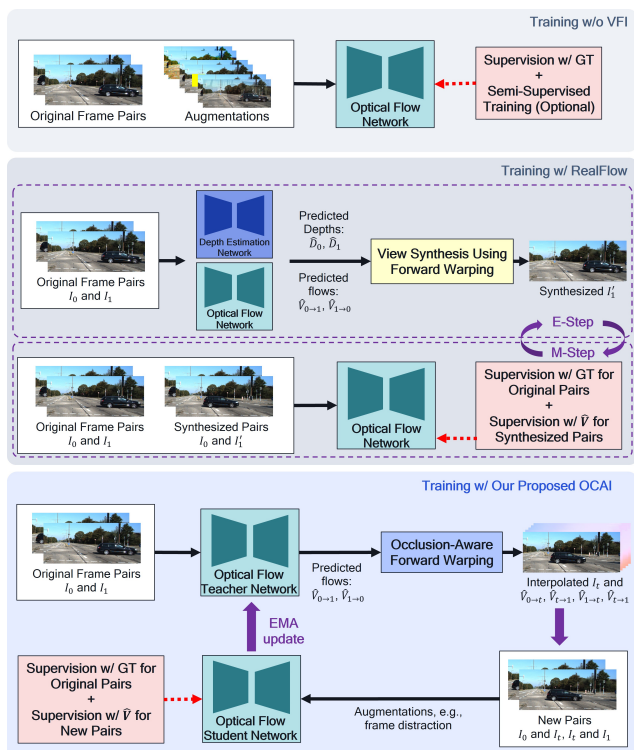 Training w/o VFI
Original Frame Pairs
Augmentations
Optical Flow
Network
Supervision w/ GT
+
Semi-Supervised
Training (Optional)
Training w/ RealFlow
Original Frame Pairs
I₀ and I₁
Depth Estimation
Network
Optical Flow
Network
Predicted
Depths:
D̂₀, D̂₁
Predicted
flows:
V̂₀→₁, V̂₁→₀
View Synthesis Using
Forward Warping
Synthesized I₁′
E-Step
M-Step
Original Frame Pairs
I₀ and I₁
Synthesized Pairs
I₀ and I₁′
Optical Flow
Network
Supervision w/ GT for
Original Pairs
+
Supervision w/ V̂ for
Synthesized Pairs
Training w/ Our Proposed OCAI
Original Frame Pairs
I₀ and I₁
Optical Flow
Teacher Network
Predicted
flows:
V̂₀→₁, V̂₁→₀
Occlusion-Aware
Forward Warping
Interpolated Iₜ and
V̂₀→ₜ, V̂ₜ→₁, V̂₁→ₜ, V̂ₜ→₁
EMA
update
Supervision w/ GT for
Original Pairs
+
Supervision w/ V̂ for
New Pairs
Optical Flow
Student Network
Augmentations, e.g.,
frame distraction
New Pairs
I₀ and Iₜ, Iₜ and I₁